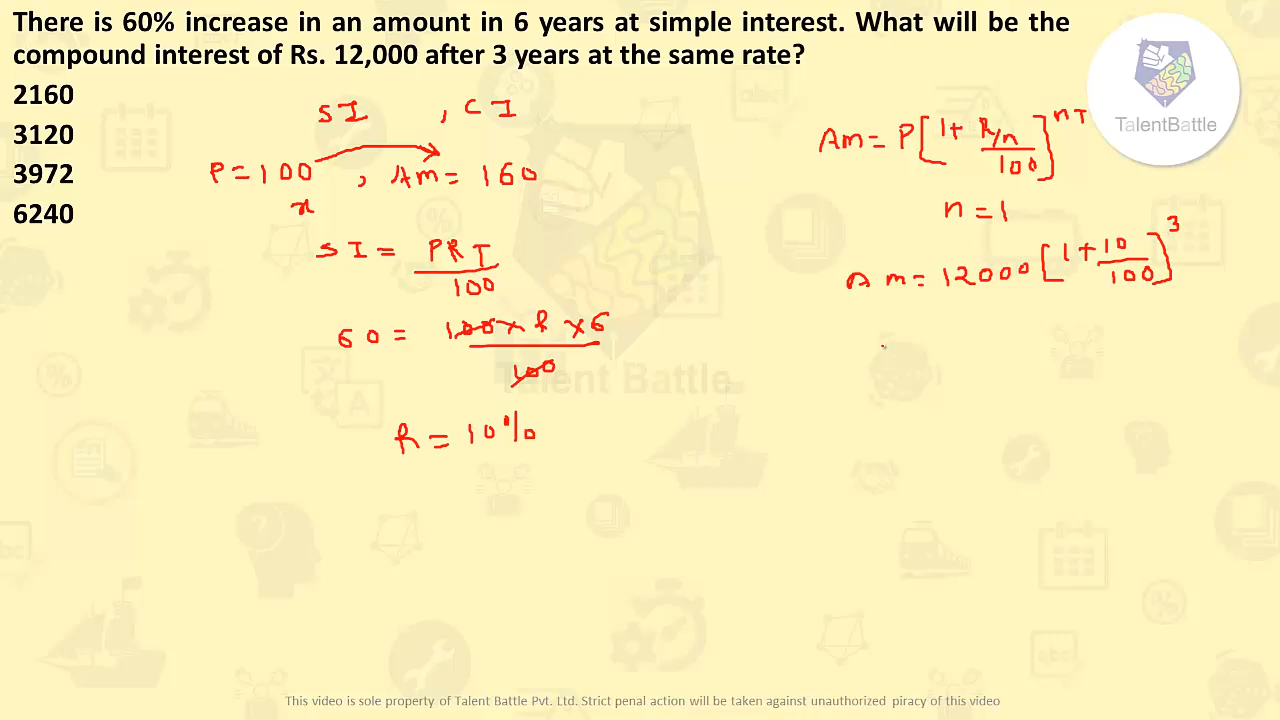 There is 60% increase in an amount in 6 years at simple interest. What will be the
compound interest of Rs. 12,000 after 3 years at the same rate?
2160
3120
3972
6240
SI , CI
P = 100 , Am = 160
x
SI = PRT / 100
60 = 100 × R × 6 / 100
R = 10%
Am = P[1 + R/n / 100]^nT
n = 1
Am = 12000[1 + 10/100]^3
TalentBattle
Talent Battle
This video is sole property of Talent Battle Pvt. Ltd. Strict penal action will be taken against unauthorized piracy of this video